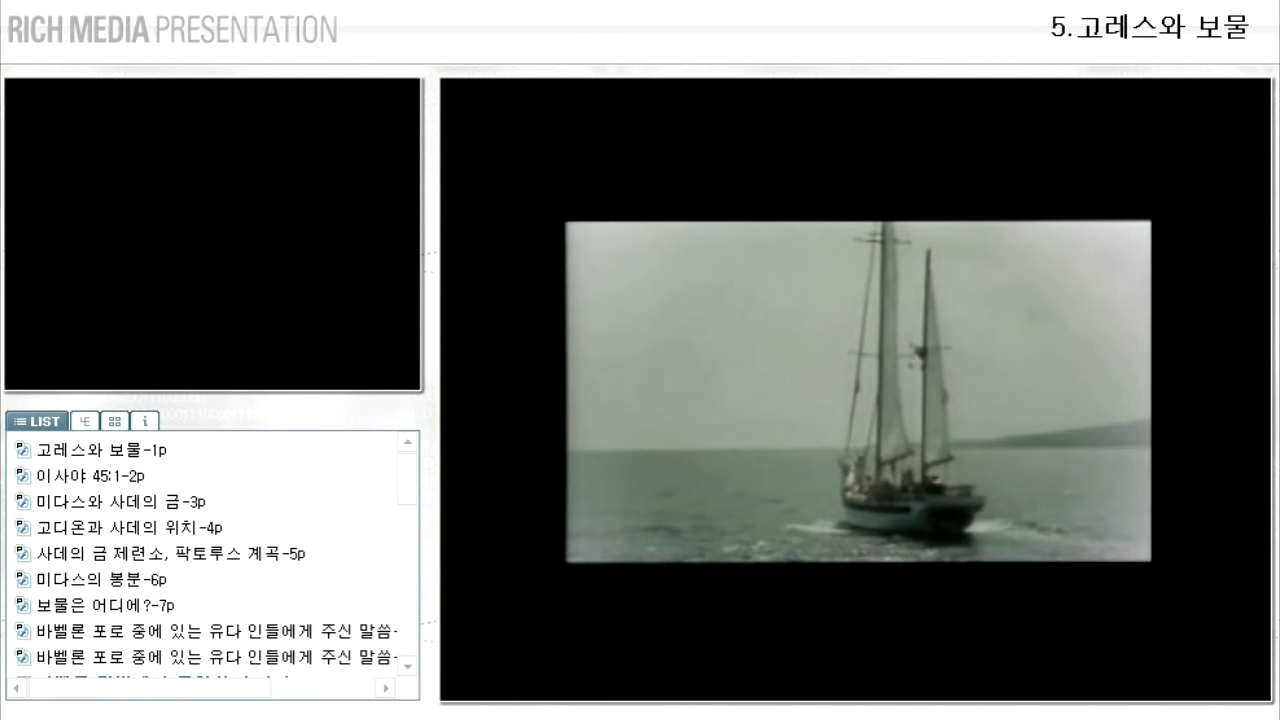 RICH MEDIA PRESENTATION
5.고레스와 보물
LIST
고레스와 보물-1p
이사야 45:1-2p
미다스와 사데의 금-3p
고디온과 사데의 위치-4p
사데의 금 제련소, 팍토루스 계곡-5p
미다스의 봉분-6p
보물은 어디에?-7p
바벨론 포로 중에 있는 유다 인들에게 주신 말씀-
바벨론 포로 중에 있는 유다 인들에게 주신 말씀-